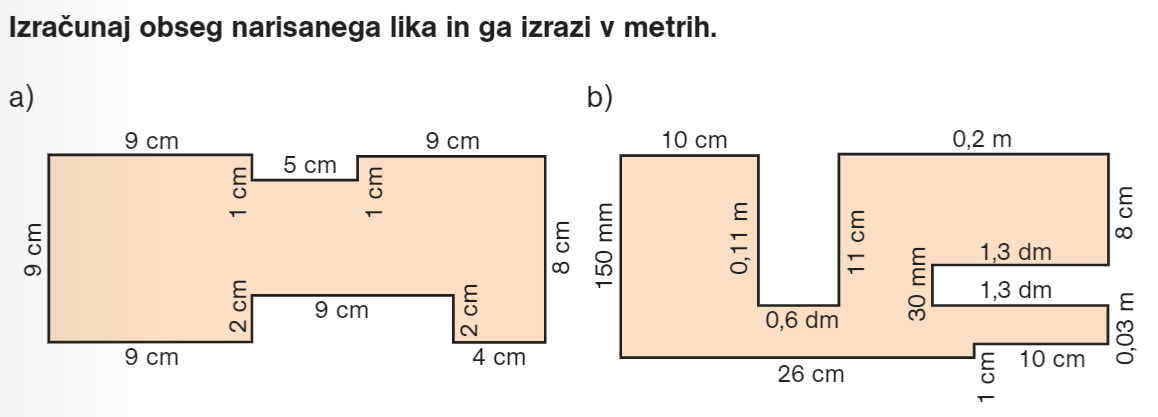 Izračunaj obseg narisanega lika in ga izrazi v metrih.
a)
9 cm
9 cm
5 cm
1 cm
1 cm
9 cm
8 cm
2 cm
9 cm
2 cm
9 cm
4 cm
b)
10 cm
0,2 m
150 mm
0,11 m
11 cm
8 cm
1,3 dm
30 mm
1,3 dm
0,6 dm
0,03 m
26 cm
1 cm
10 cm